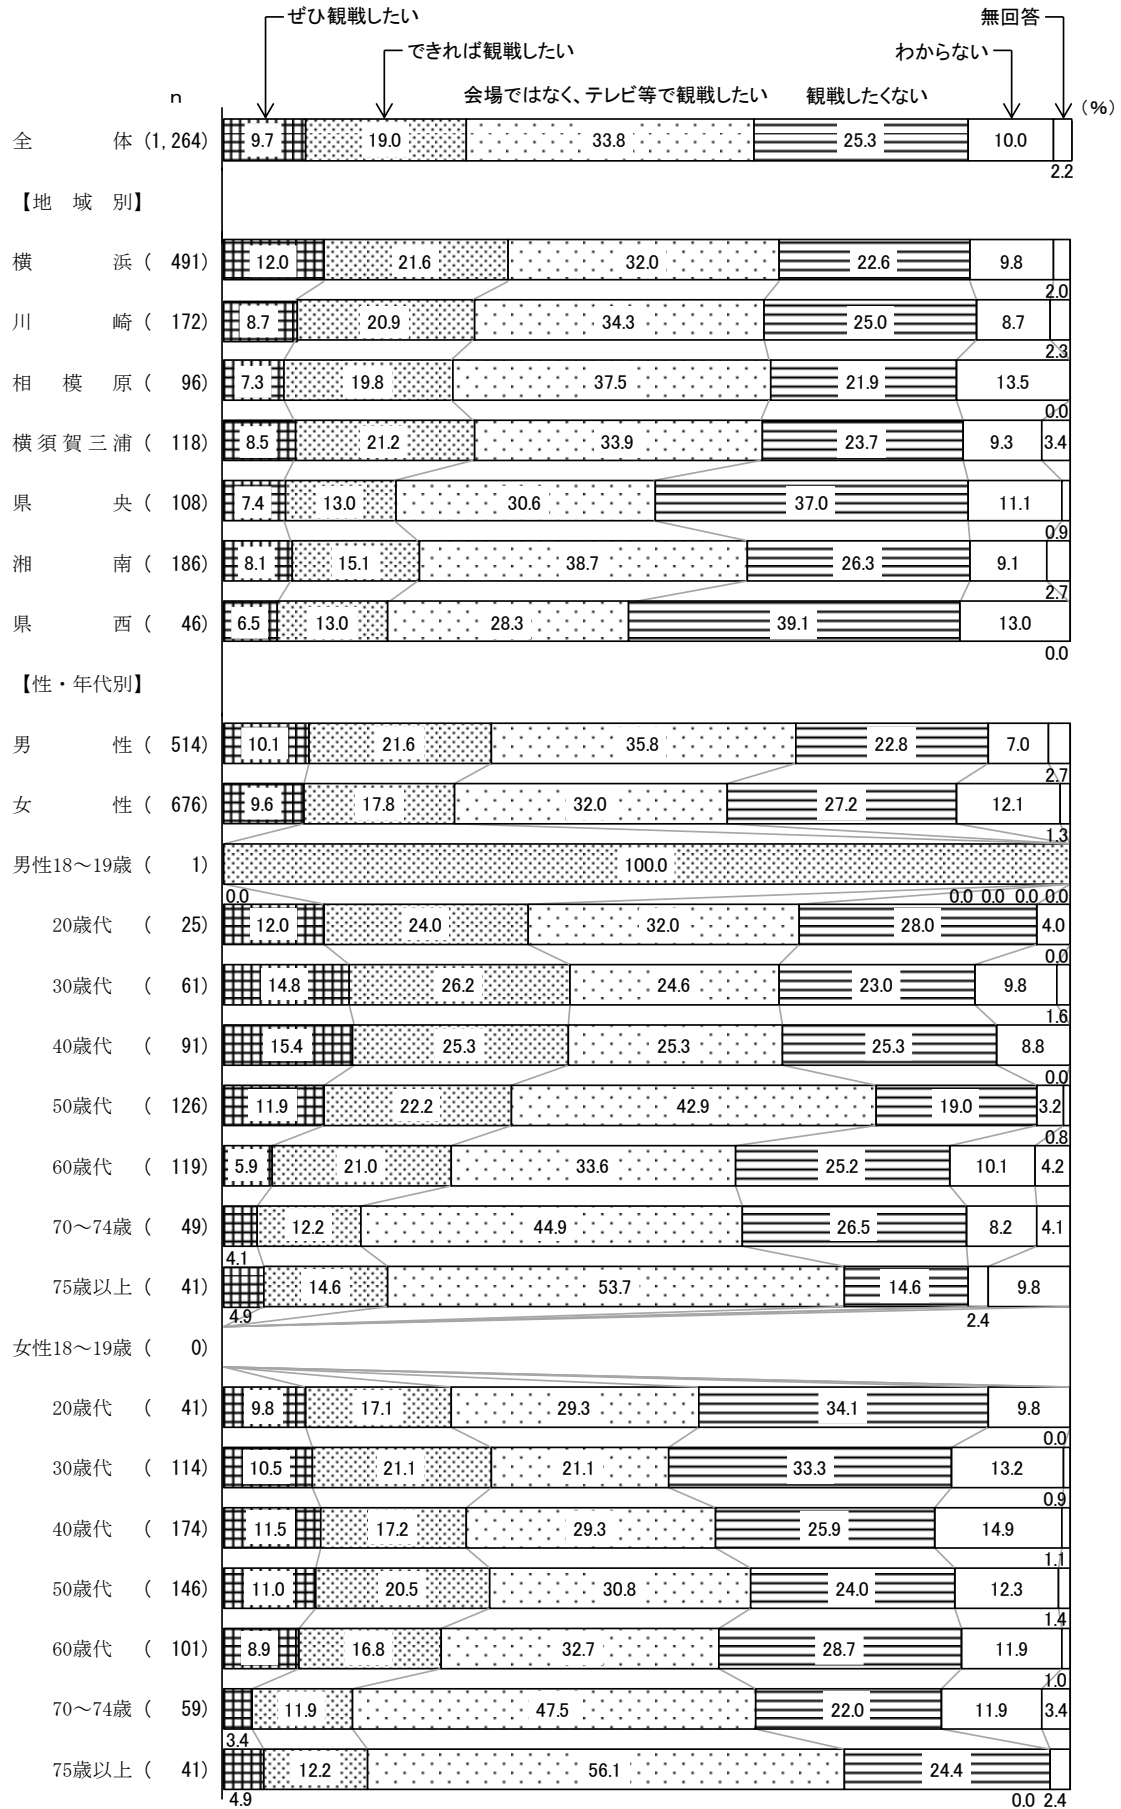 ぜひ観戦したい 無回答
できれば観戦したい わからない
n 会場ではなく、テレビ等で観戦したい 観戦したくない (%)
全体 (1,264) 9.7 19.0 33.8 25.3 10.0
2.2
【地域別】
横浜 ( 491) 12.0 21.6 32.0 22.6 9.8
2.0
川崎 ( 172) 8.7 20.9 34.3 25.0 8.7
2.3
相模原 ( 96) 7.3 19.8 37.5 21.9 13.5
0.0
横須賀三浦 ( 118) 8.5 21.2 33.9 23.7 9.3 3.4
県央 ( 108) 7.4 13.0 30.6 37.0 11.1
0.9
湘南 ( 186) 8.1 15.1 38.7 26.3 9.1
2.7
県西 ( 46) 6.5 13.0 28.3 39.1 13.0
0.0
【性・年代別】
男性 ( 514) 10.1 21.6 35.8 22.8 7.0
2.7
女性 ( 676) 9.6 17.8 32.0 27.2 12.1
1.3
男性18～19歳 ( 1) 100.0
0.0 0.0 0.0 0.0 0.0
20歳代 ( 25) 12.0 24.0 32.0 28.0 4.0
0.0
30歳代 ( 61) 14.8 26.2 24.6 23.0 9.8
1.6
40歳代 ( 91) 15.4 25.3 25.3 25.3 8.8
0.0
50歳代 ( 126) 11.9 22.2 42.9 19.0 3.2
0.8
60歳代 ( 119) 5.9 21.0 33.6 25.2 10.1 4.2
70～74歳 ( 49) 12.2 44.9 26.5 8.2 4.1
4.1
75歳以上 ( 41) 14.6 53.7 14.6 9.8
4.9 2.4
女性18～19歳 ( 0)
20歳代 ( 41) 9.8 17.1 29.3 34.1 9.8
0.0
30歳代 ( 114) 10.5 21.1 21.1 33.3 13.2
0.9
40歳代 ( 174) 11.5 17.2 29.3 25.9 14.9
1.1
50歳代 ( 146) 11.0 20.5 30.8 24.0 12.3
1.4
60歳代 ( 101) 8.9 16.8 32.7 28.7 11.9
1.0
70～74歳 ( 59) 11.9 47.5 22.0 11.9 3.4
3.4
75歳以上 ( 41) 12.2 56.1 24.4
4.9 0.0 2.4